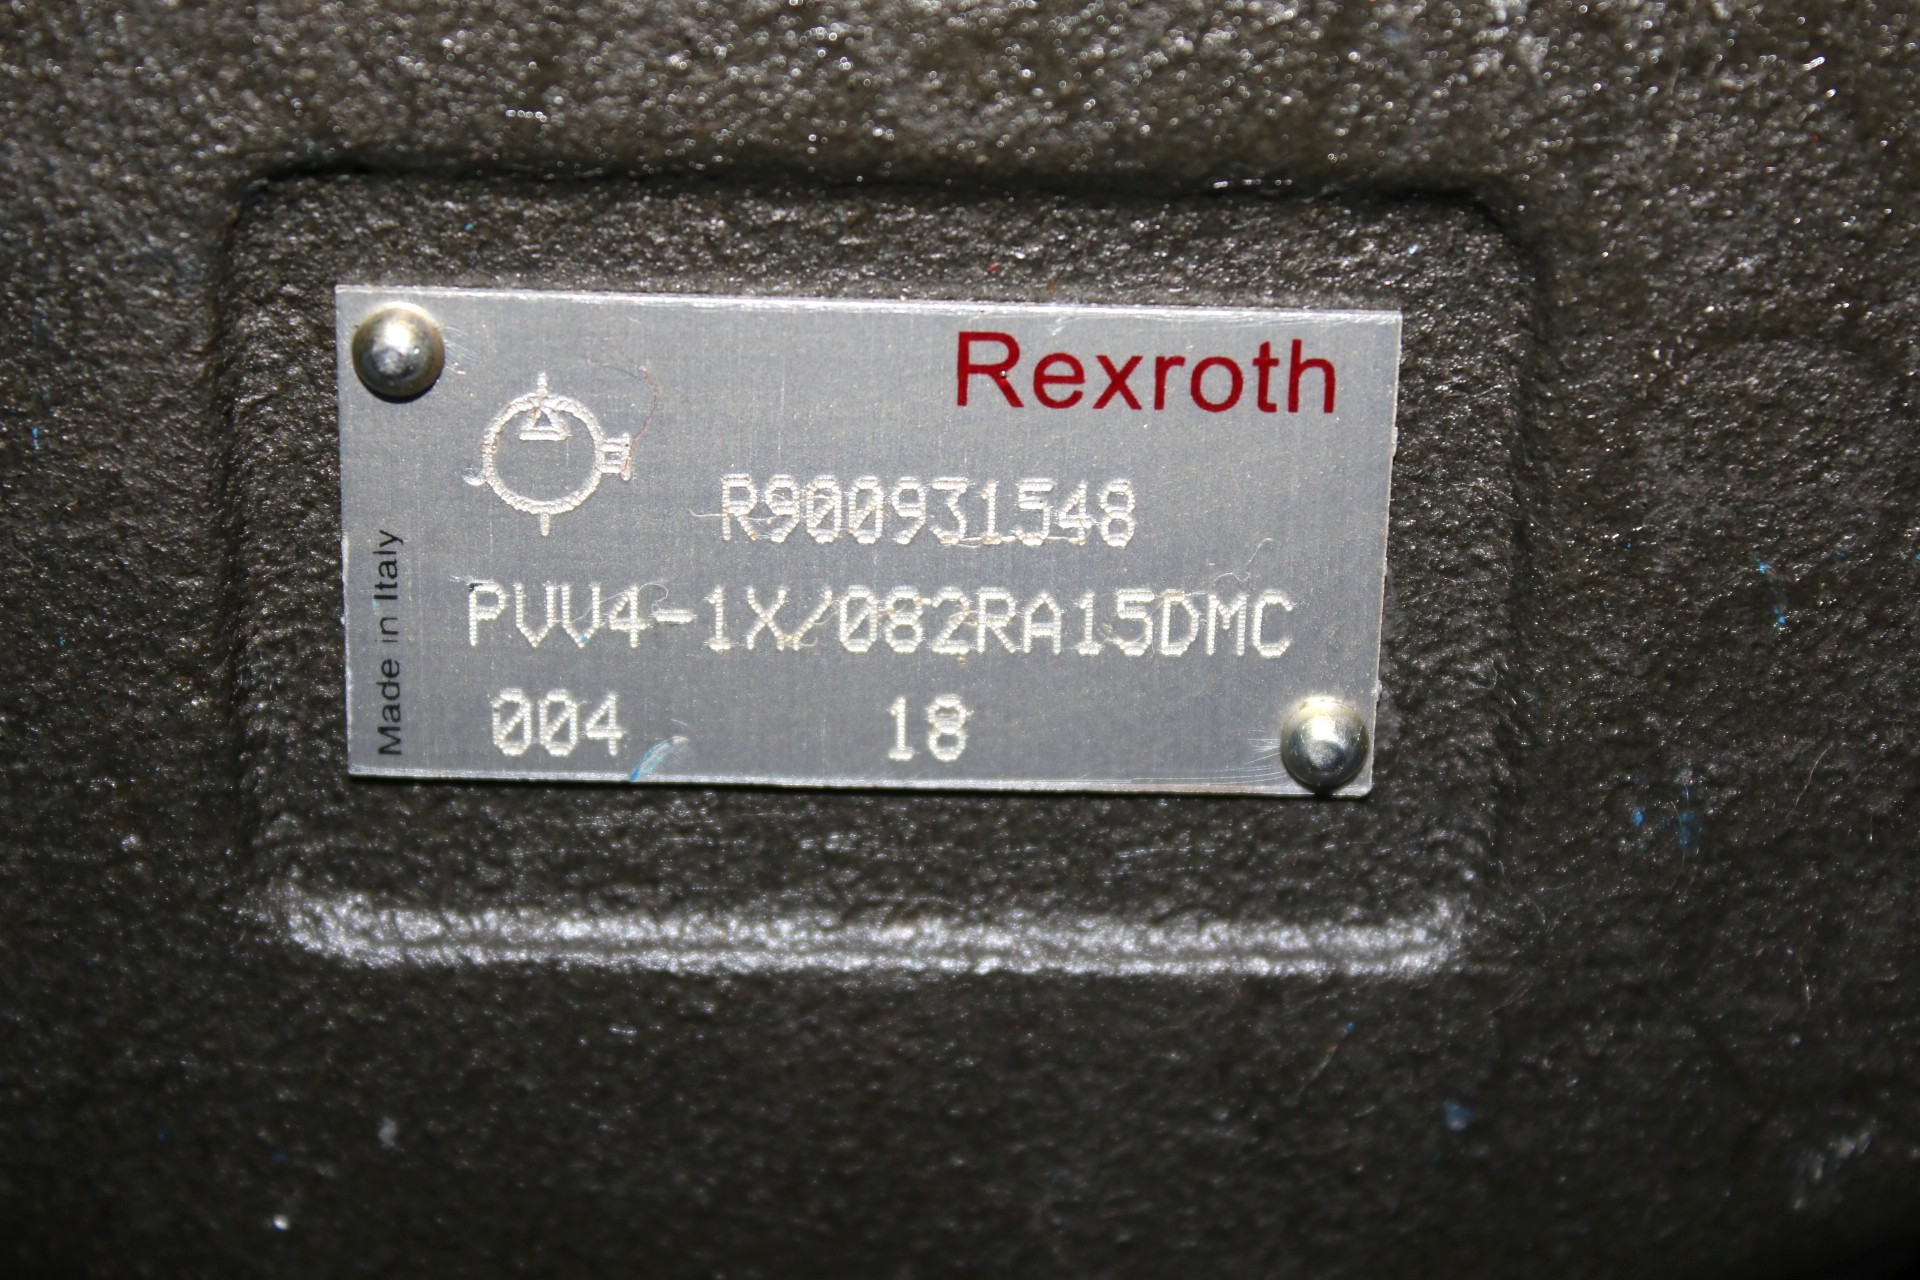 Rexroth
R900931548
PVV4-1X/082RA15DMC
004 18
Made in Italy